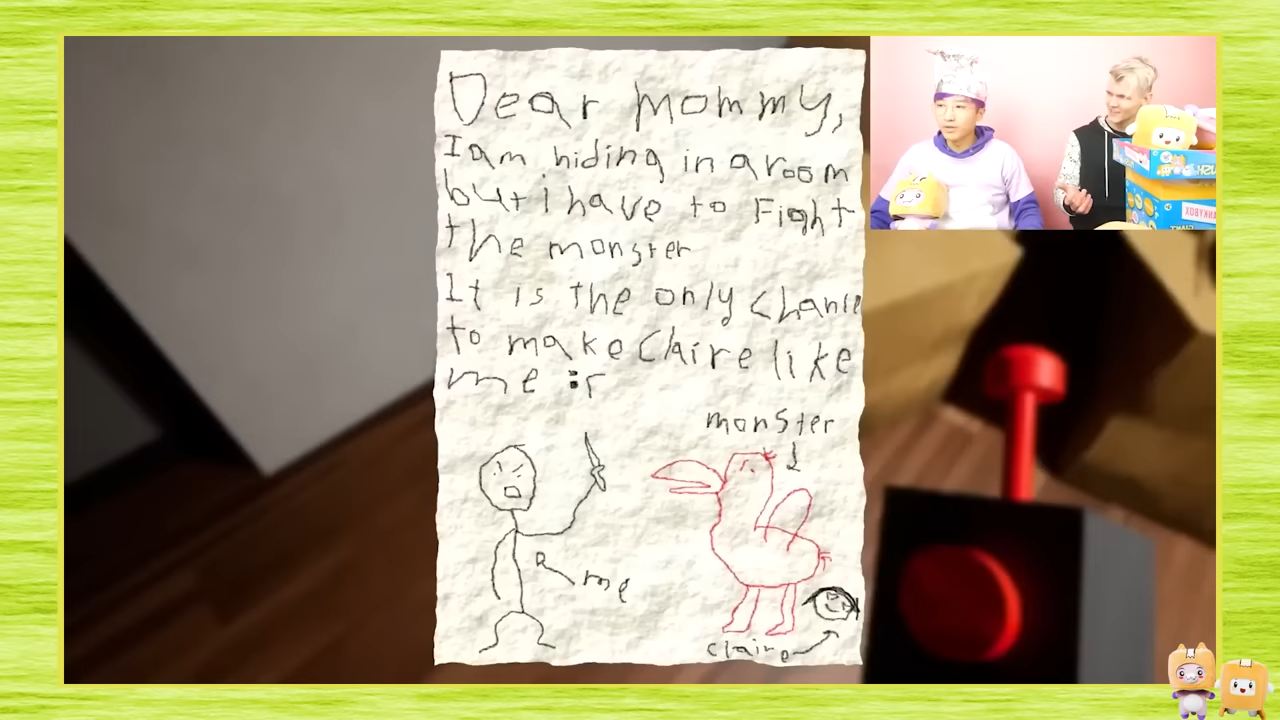 Dear mommy,
I am hiding in a room
but i have to Fight
the monster
It is the only chance
to make Claire like
me :r
monster
me
claire